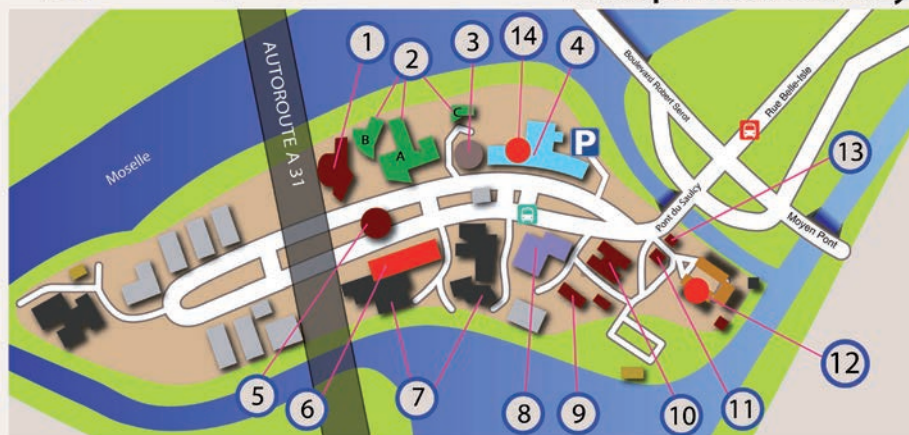 1
2
3
14
4
Boulevard Robert Serot
Rue Belle-Isle
AUTOROUTE A 31
B
A
C
P
Moselle
13
Pont du Saulcy
Moyen Pont
5
6
7
8
9
10
11
12